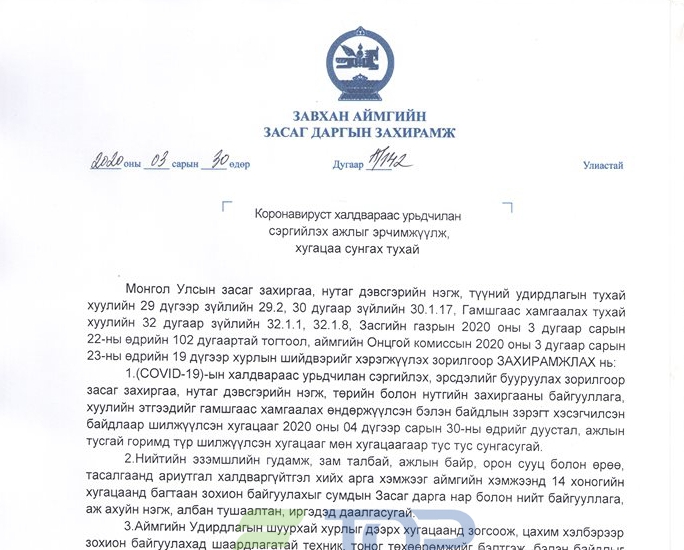 ЗАВХАН АЙМГИЙН
ЗАСАГ ДАРГЫН ЗАХИРАМЖ
2020 оны 03 сарын 30 өдөр Дугаар А/142 Улиастай
Коронавируст халдвараас урьдчилан
сэргийлэх ажлыг эрчимжүүлж,
хугацаа сунгах тухай
Монгол Улсын засаг захиргаа, нутаг дэвсгэрийн нэгж, түүний удирдлагын тухай
хуулийн 29 дүгээр зүйлийн 29.2, 30 дугаар зүйлийн 30.1.17, Гамшгаас хамгаалах тухай
хуулийн 32 дугаар зүйлийн 32.1.1, 32.1.8, Засгийн газрын 2020 оны 3 дугаар сарын
22-ны өдрийн 102 дугаартай тогтоол, аймгийн Онцгой комиссын 2020 оны 3 дугаар сарын
23-ны өдрийн 19 дүгээр хурлын шийдвэрийг хэрэгжүүлэх зорилгоор ЗАХИРАМЖЛАХ нь:
1.(COVID-19)-ын халдвараас урьдчилан сэргийлэх, эрсдэлийг бууруулах зорилгоор
засаг захиргаа, нутаг дэвсгэрийн нэгж, төрийн болон нутгийн захиргааны байгууллага,
хуулийн этгээдийг гамшгаас хамгаалах өндөржүүлсэн бэлэн байдлын зэрэгт хэсэгчилсэн
байдлаар шилжүүлсэн хугацааг 2020 оны 04 дүгээр сарын 30-ны өдрийг дуустал, ажлын
тусгай горимд түр шилжүүлсэн хугацааг мөн хугацаагаар тус тус сунгасугай.
2.Нийтийн эзэмшлийн гудамж, зам талбай, ажлын байр, орон сууц болон өрөө,
тасалгаанд ариутгал халдваргүйтгэл хийх арга хэмжээг аймгийн хэмжээнд 14 хоногийн
хугацаанд багтаан зохион байгуулахыг сумдын Засаг дарга нар болон нийт байгууллага,
аж ахуйн нэгж, албан тушаалтан, иргэдэд даалгасугай.
3.Аймгийн Удирдлагын шуурхай хурлыг дээрх хугацаанд зогсоож, цахим хэлбэрээр
зохион байгуулахад шаардлагатай техник, тоног төхөөрөмжийг бэлтгэж, бэлэн байдлыг